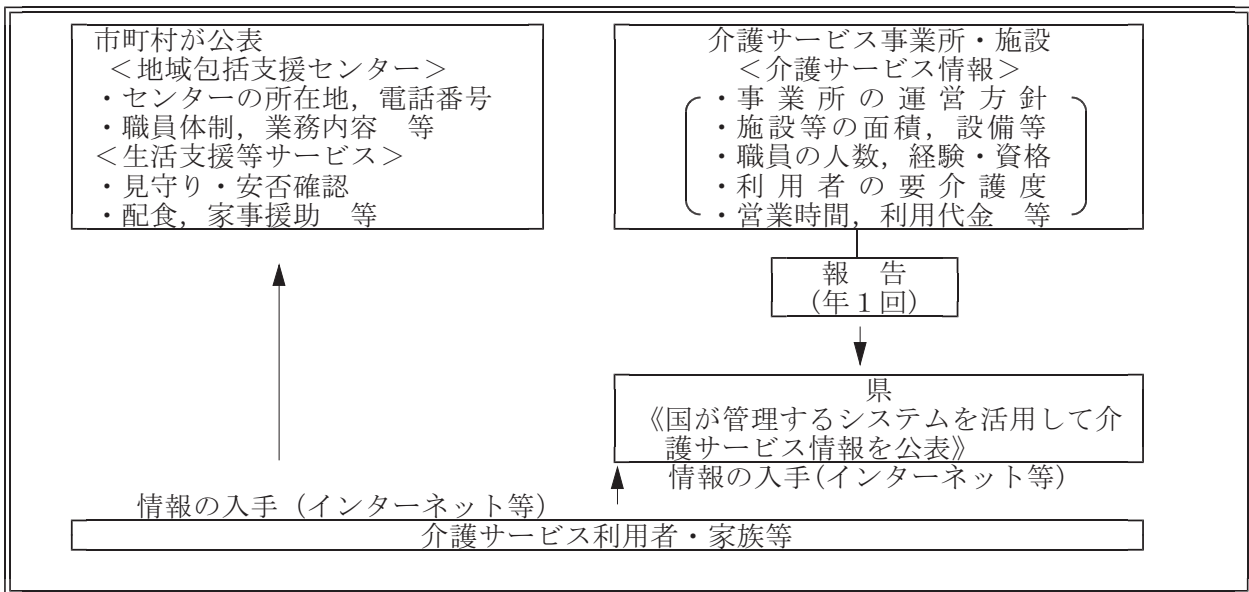 市町村が公表
＜地域包括支援センター＞
・センターの所在地，電話番号
・職員体制，業務内容　等
＜生活支援等サービス＞
・見守り・安否確認
・配食，家事援助　等
介護サービス事業所・施設
＜介護サービス情報＞
・事業所の運営方針
・施設等の面積，設備等
・職員の人数，経験・資格
・利用者の要介護度
・営業時間，利用代金　等
報　告
(年１回)
県
《国が管理するシステムを活用して介
護サービス情報を公表》
情報の入手(インターネット等)
情報の入手（インターネット等）
介護サービス利用者・家族等